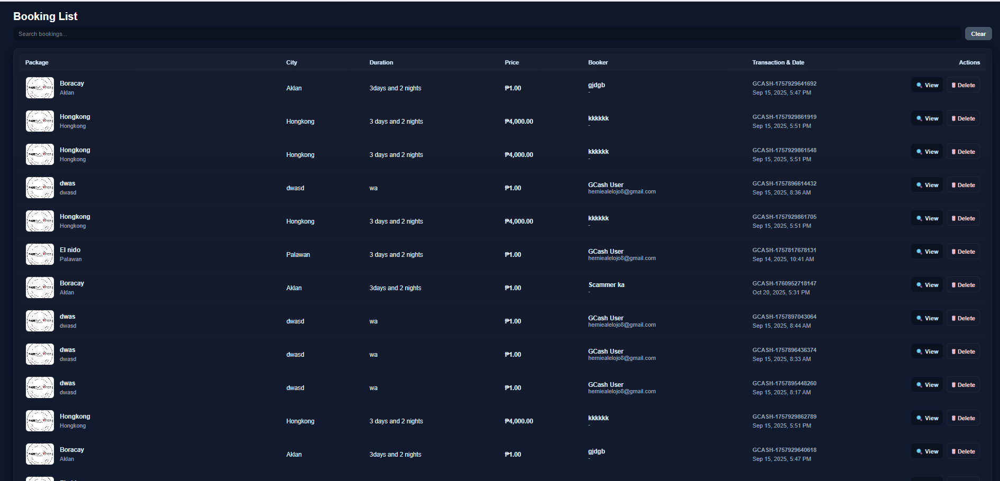 Booking List
Search bookings...
Clear
Package City Duration Price Booker Transaction & Date Actions
Boracay
Aklan
Aklan
3days and 2 nights
₱1.00
gjdgb
-
GCASH-1757929641692
Sep 15, 2025, 5:47 PM
View
Delete
Hongkong
Hongkong
Hongkong
3 days and 2 nights
₱4,000.00
kkkkkk
-
GCASH-1757929861919
Sep 15, 2025, 5:51 PM
View
Delete
Hongkong
Hongkong
Hongkong
3 days and 2 nights
₱4,000.00
kkkkkk
-
GCASH-1757929861548
Sep 15, 2025, 5:51 PM
View
Delete
dwas
dwasd
dwasd
wa
₱1.00
GCash User
herniealelojo8@gmail.com
GCASH-1757896614432
Sep 15, 2025, 8:36 AM
View
Delete
Hongkong
Hongkong
Hongkong
3 days and 2 nights
₱4,000.00
kkkkkk
-
GCASH-1757929861705
Sep 15, 2025, 5:51 PM
View
Delete
El nido
Palawan
Palawan
3 days and 2 nights
₱1.00
GCash User
herniealelojo8@gmail.com
GCASH-1757817678131
Sep 14, 2025, 10:41 AM
View
Delete
Boracay
Aklan
Aklan
3days and 2 nights
₱1.00
Scammer ka
-
GCASH-1760952718147
Oct 20, 2025, 5:31 PM
View
Delete
dwas
dwasd
dwasd
wa
₱1.00
GCash User
herniealelojo8@gmail.com
GCASH-1757897043064
Sep 15, 2025, 8:44 AM
View
Delete
dwas
dwasd
dwasd
wa
₱1.00
GCash User
herniealelojo8@gmail.com
GCASH-1757896436374
Sep 15, 2025, 8:33 AM
View
Delete
dwas
dwasd
dwasd
wa
₱1.00
GCash User
herniealelojo8@gmail.com
GCASH-1757895448260
Sep 15, 2025, 8:17 AM
View
Delete
Hongkong
Hongkong
Hongkong
3 days and 2 nights
₱4,000.00
kkkkkk
-
GCASH-1757929862789
Sep 15, 2025, 5:51 PM
View
Delete
Boracay
Aklan
Aklan
3days and 2 nights
₱1.00
gjdgb
-
GCASH-1757929640618
Sep 15, 2025, 5:47 PM
View
Delete